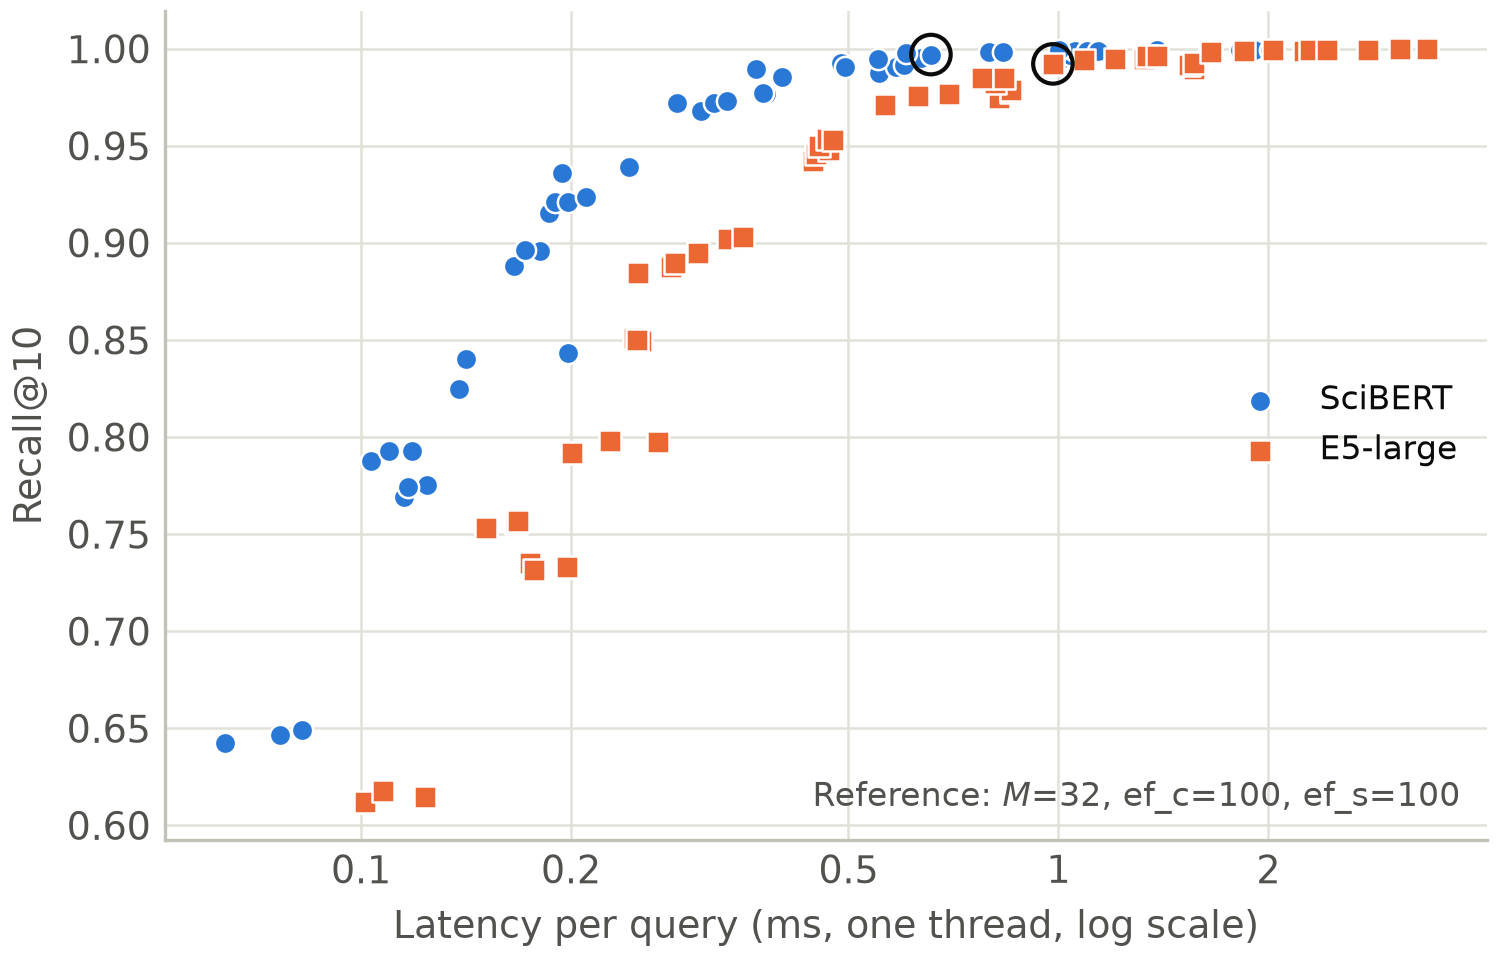 1.00
0.95
0.90
0.85
0.80
0.75
0.70
0.65
0.60
Recall@10
SciBERT
E5-large
Reference: M=32, ef_c=100, ef_s=100
0.1 0.2 0.5 1 2
Latency per query (ms, one thread, log scale)